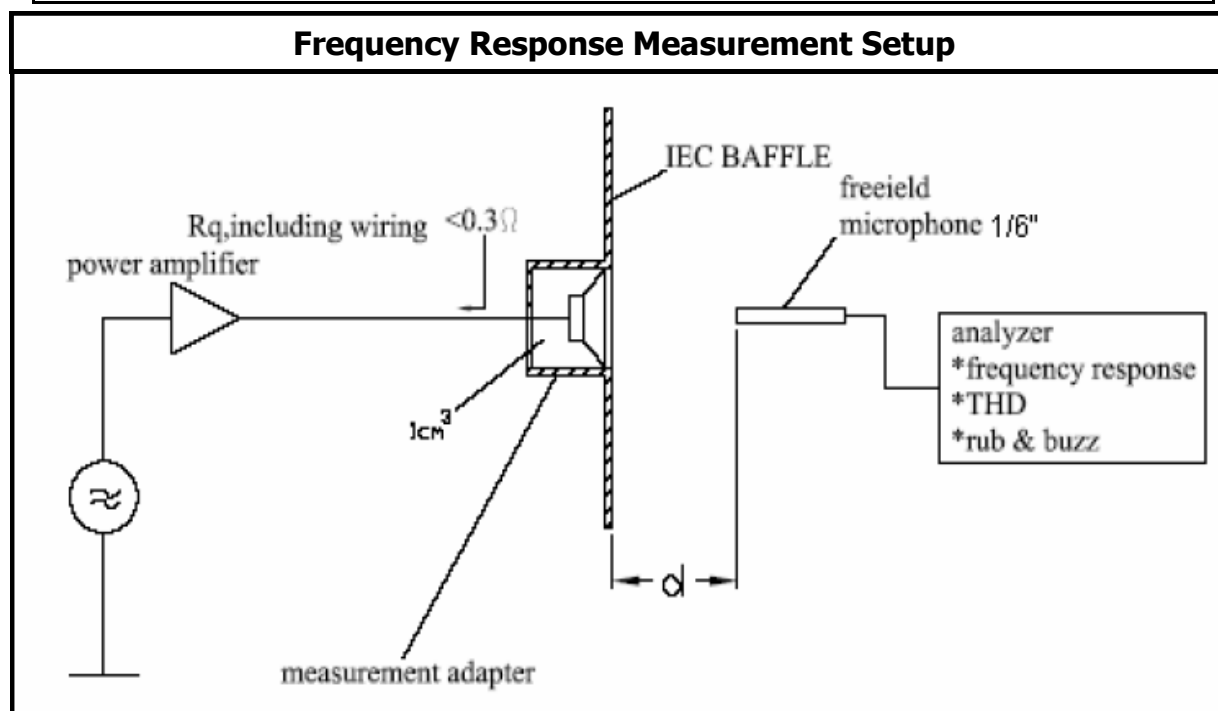 Frequency Response Measurement Setup
IEC BAFFLE
freeield
microphone 1/6"
Rq,including wiring <0.3Ω
power amplifier
analyzer
*frequency response
*THD
*rub & buzz
1cm³
d
measurement adapter